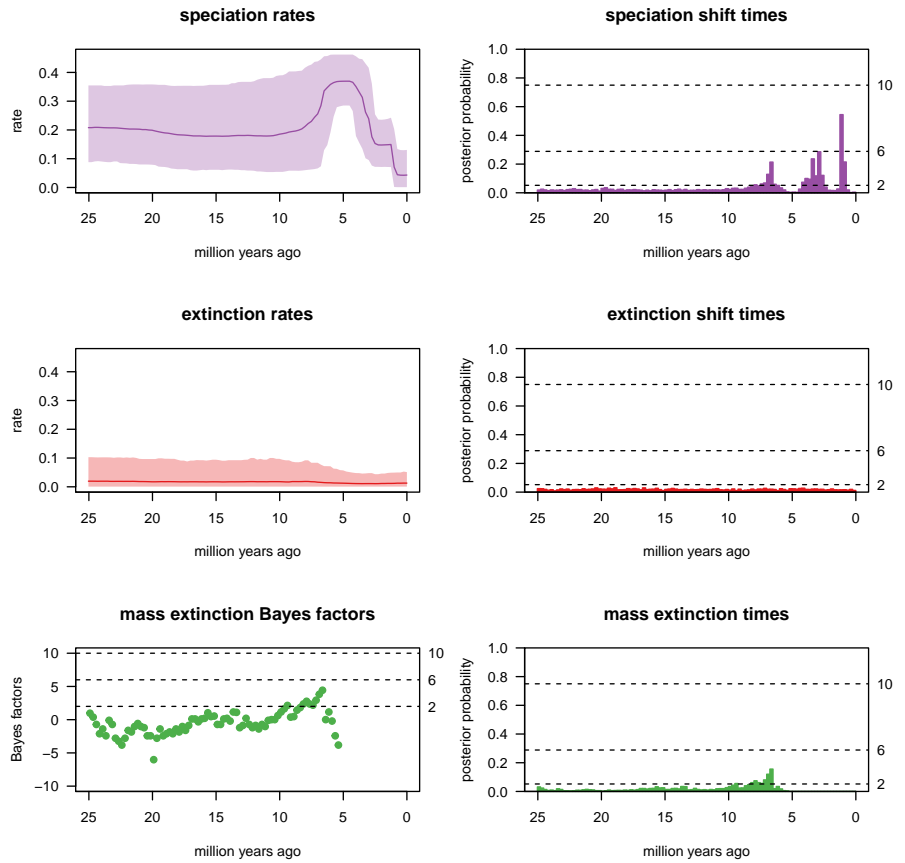 speciation rates
rate
0.4
0.3
0.2
0.1
0.0
25 20 15 10 5 0
million years ago
speciation shift times
posterior probability
1.0
0.8
0.6
0.4
0.2
0.0
10
6
2
25 20 15 10 5 0
million years ago
extinction rates
rate
0.4
0.3
0.2
0.1
0.0
25 20 15 10 5 0
million years ago
extinction shift times
posterior probability
1.0
0.8
0.6
0.4
0.2
0.0
10
6
2
25 20 15 10 5 0
million years ago
mass extinction Bayes factors
Bayes factors
10
5
0
−5
−10
10
6
2
25 20 15 10 5 0
million years ago
mass extinction times
posterior probability
1.0
0.8
0.6
0.4
0.2
0.0
10
6
2
25 20 15 10 5 0
million years ago